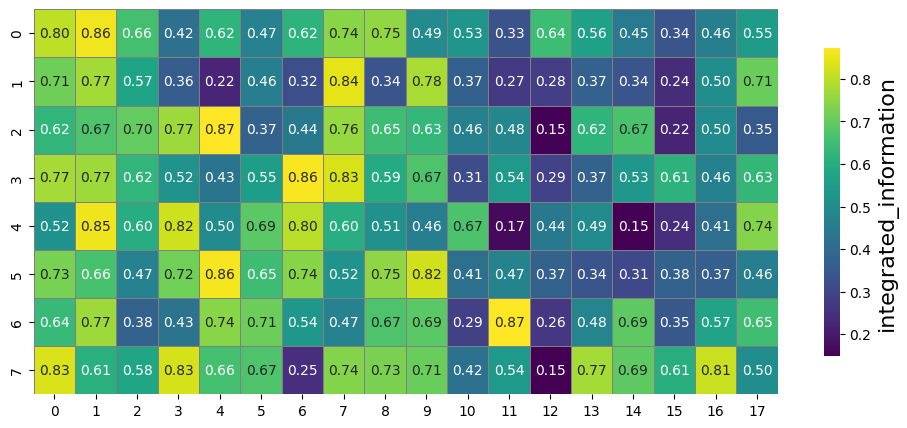 0 0.80 0.86 0.66 0.42 0.62 0.47 0.62 0.74 0.75 0.49 0.53 0.33 0.64 0.56 0.45 0.34 0.46 0.55
1 0.71 0.77 0.57 0.36 0.22 0.46 0.32 0.84 0.34 0.78 0.37 0.27 0.28 0.37 0.34 0.24 0.50 0.71
2 0.62 0.67 0.70 0.77 0.87 0.37 0.44 0.76 0.65 0.63 0.46 0.48 0.15 0.62 0.67 0.22 0.50 0.35
3 0.77 0.77 0.62 0.52 0.43 0.55 0.86 0.83 0.59 0.67 0.31 0.54 0.29 0.37 0.53 0.61 0.46 0.63
4 0.52 0.85 0.60 0.82 0.50 0.69 0.80 0.60 0.51 0.46 0.67 0.17 0.44 0.49 0.15 0.24 0.41 0.74
5 0.73 0.66 0.47 0.72 0.86 0.65 0.74 0.52 0.75 0.82 0.41 0.47 0.37 0.34 0.31 0.38 0.37 0.46
6 0.64 0.77 0.38 0.43 0.74 0.71 0.54 0.47 0.67 0.69 0.29 0.87 0.26 0.48 0.69 0.35 0.57 0.65
7 0.83 0.61 0.58 0.83 0.66 0.67 0.25 0.74 0.73 0.71 0.42 0.54 0.15 0.77 0.69 0.61 0.81 0.50
0 1 2 3 4 5 6 7 8 9 10 11 12 13 14 15 16 17
0.8
0.7
0.6
0.5
0.4
0.3
0.2
integrated_information